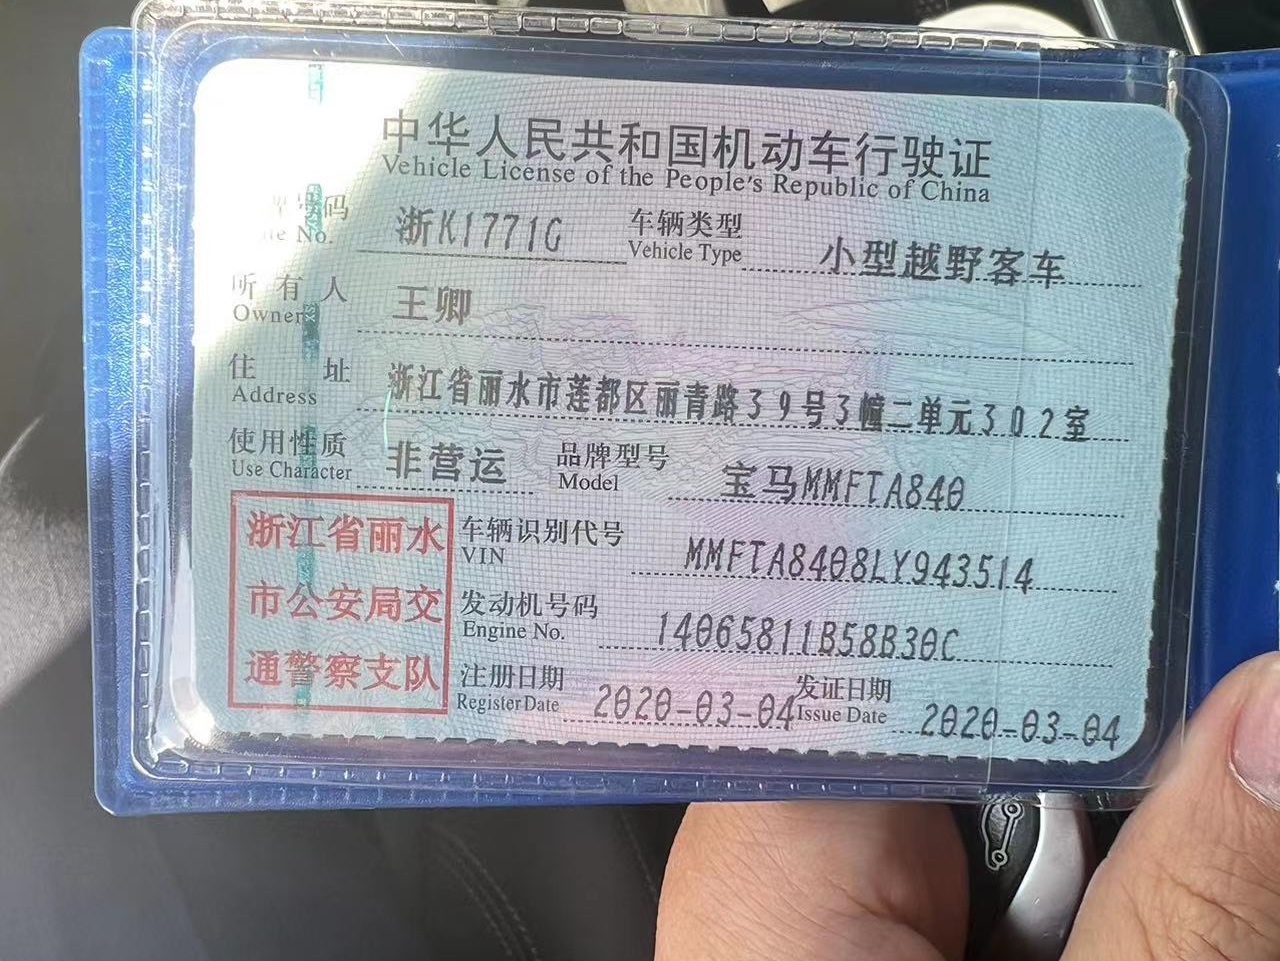 中华人民共和国机动车行驶证
Vehicle License of the People's Republic of China
号码 浙K1771G 车辆类型 小型越野客车
No. Vehicle Type
所有人 王卿
Owner
住址 浙江省丽水市莲都区丽青路39号3幢二单元302室
Address
使用性质 非营运 品牌型号 宝马MMFTA840
Use Character Model
浙江省丽水
市公安局交
通警察支队
车辆识别代号 MMFTA8408LY943514
VIN
发动机号码 14065811B58B30C
Engine No.
注册日期 2020-03-04 发证日期 2020-03-04
Register Date Issue Date